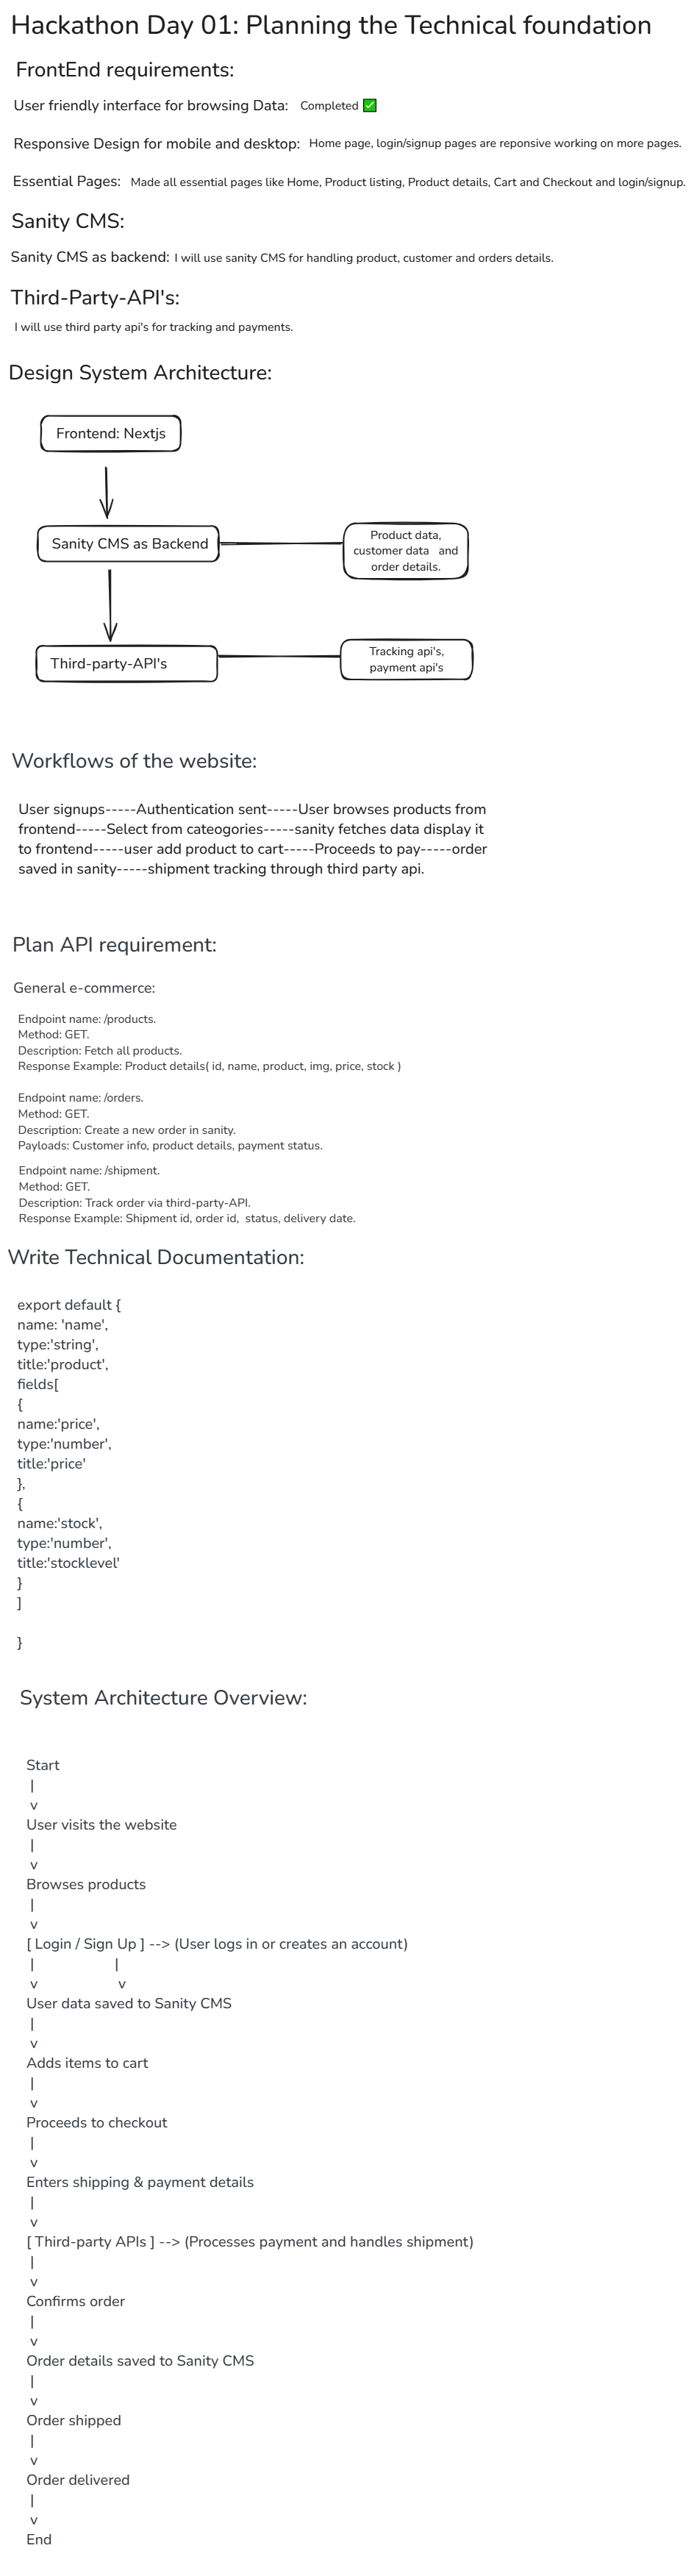 Hackathon Day 01: Planning the Technical foundation
FrontEnd requirements:
User friendly interface for browsing Data: Completed ✅
Responsive Design for mobile and desktop: Home page, login/signup pages are reponsive working on more pages.
Essential Pages: Made all essential pages like Home, Product listing, Product details, Cart and Checkout and login/signup.
Sanity CMS:
Sanity CMS as backend: I will use sanity CMS for handling product, customer and orders details.
Third-Party-API's:
I will use third party api's for tracking and payments.
Design System Architecture:
Frontend: Nextjs
Sanity CMS as Backend
Product data,
customer data and
order details.
Third-party-API's
Tracking api's,
payment api's
Workflows of the website:
User signups-----Authentication sent-----User browses products from
frontend-----Select from cateogories-----sanity fetches data display it
to frontend-----user add product to cart-----Proceeds to pay-----order
saved in sanity-----shipment tracking through third party api.
Plan API requirement:
General e-commerce:
Endpoint name: /products.
Method: GET.
Description: Fetch all products.
Response Example: Product details( id, name, product, img, price, stock )
Endpoint name: /orders.
Method: GET.
Description: Create a new order in sanity.
Payloads: Customer info, product details, payment status.
Endpoint name: /shipment.
Method: GET.
Description: Track order via third-party-API.
Response Example: Shipment id, order id,  status, delivery date.
Write Technical Documentation:
export default {
name: 'name',
type:'string',
title:'product',
fields[
{
name:'price',
type:'number',
title:'price'
},
{
name:'stock',
type:'number',
title:'stocklevel'
}
]
}
System Architecture Overview:
Start
|
v
User visits the website
|
v
Browses products
|
v
[ Login / Sign Up ] --> (User logs in or creates an account)
| |
v v
User data saved to Sanity CMS
|
v
Adds items to cart
|
v
Proceeds to checkout
|
v
Enters shipping & payment details
|
v
[ Third-party APIs ] --> (Processes payment and handles shipment)
|
v
Confirms order
|
v
Order details saved to Sanity CMS
|
v
Order shipped
|
v
Order delivered
|
v
End